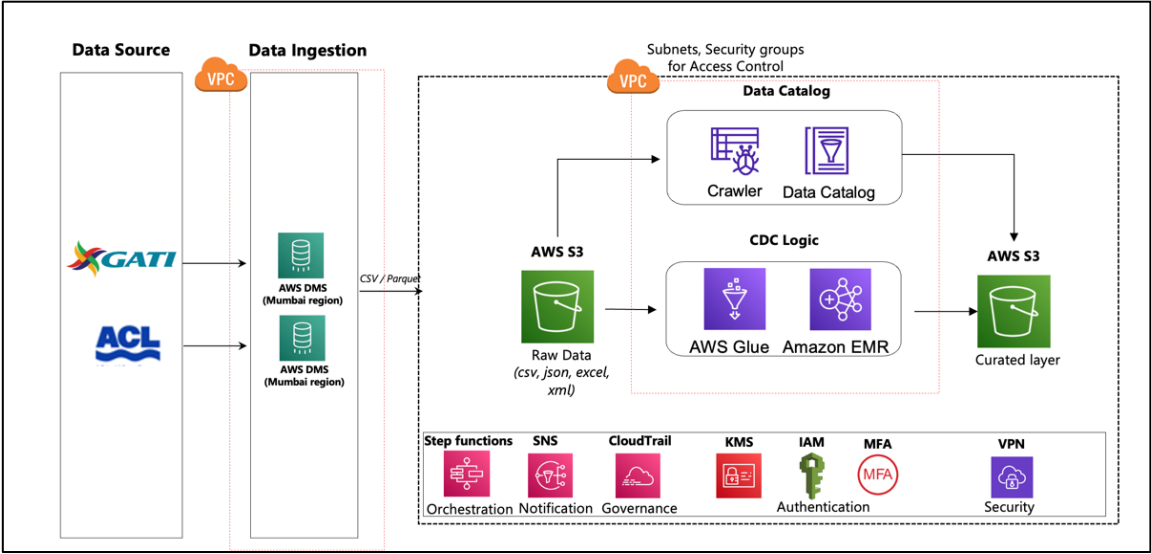 Data Source
Data Ingestion
VPC
Subnets, Security groups
for Access Control
VPC
Data Catalog
Crawler
Data Catalog
GATI
ACL
AWS DMS
(Mumbai region)
AWS DMS
(Mumbai region)
CSV / Parquet
AWS S3
Raw Data
(csv, json, excel,
xml)
CDC Logic
AWS Glue
Amazon EMR
AWS S3
Curated layer
Step functions
Orchestration
SNS
Notification
CloudTrail
Governance
KMS
IAM
MFA
MFA
Authentication
VPN
Security